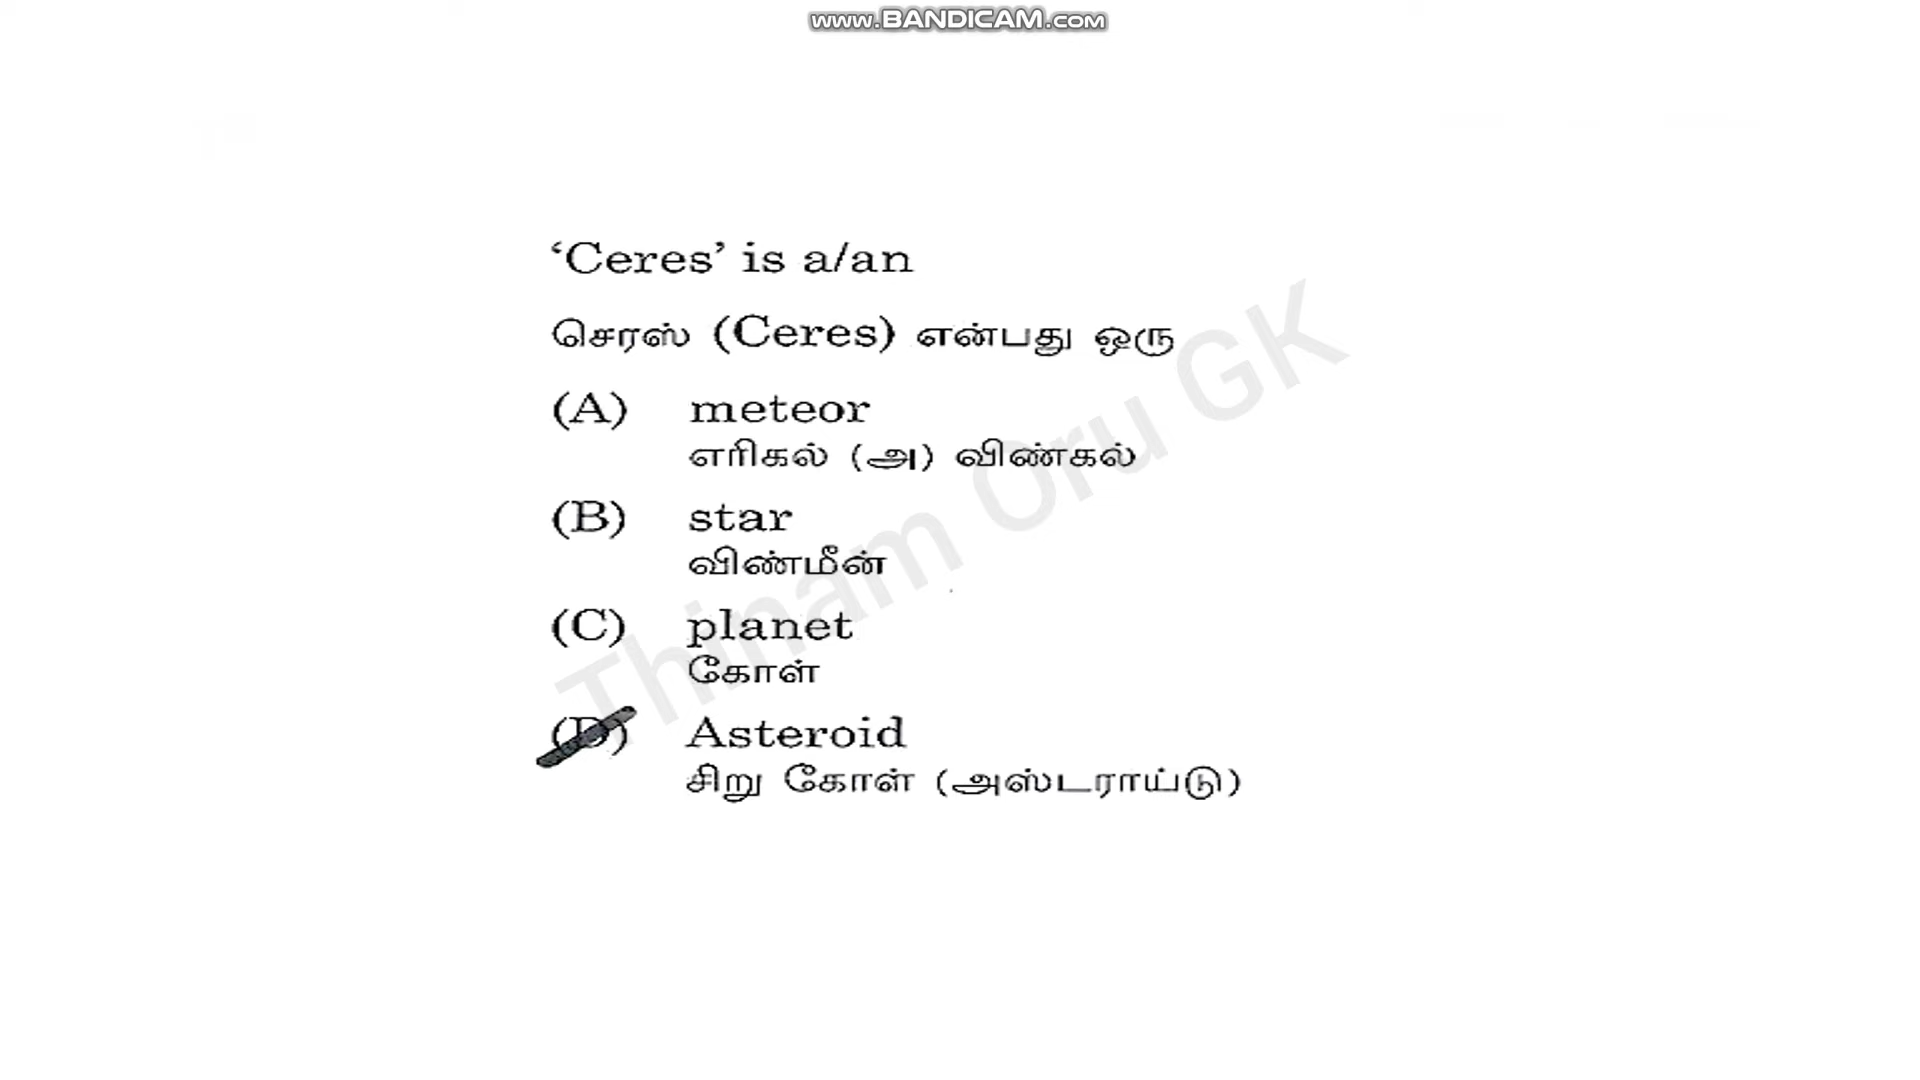 www.BANDICAM.com
‘Ceres’ is a/an
செரஸ் (Ceres) என்பது ஒரு
(A) meteor
எரிகல் (அ) விண்கல்
(B) star
விண்மீன்
(C) planet
கோள்
(D) Asteroid
சிறு கோள் (அஸ்டராய்டு)
Thinam Oru GK